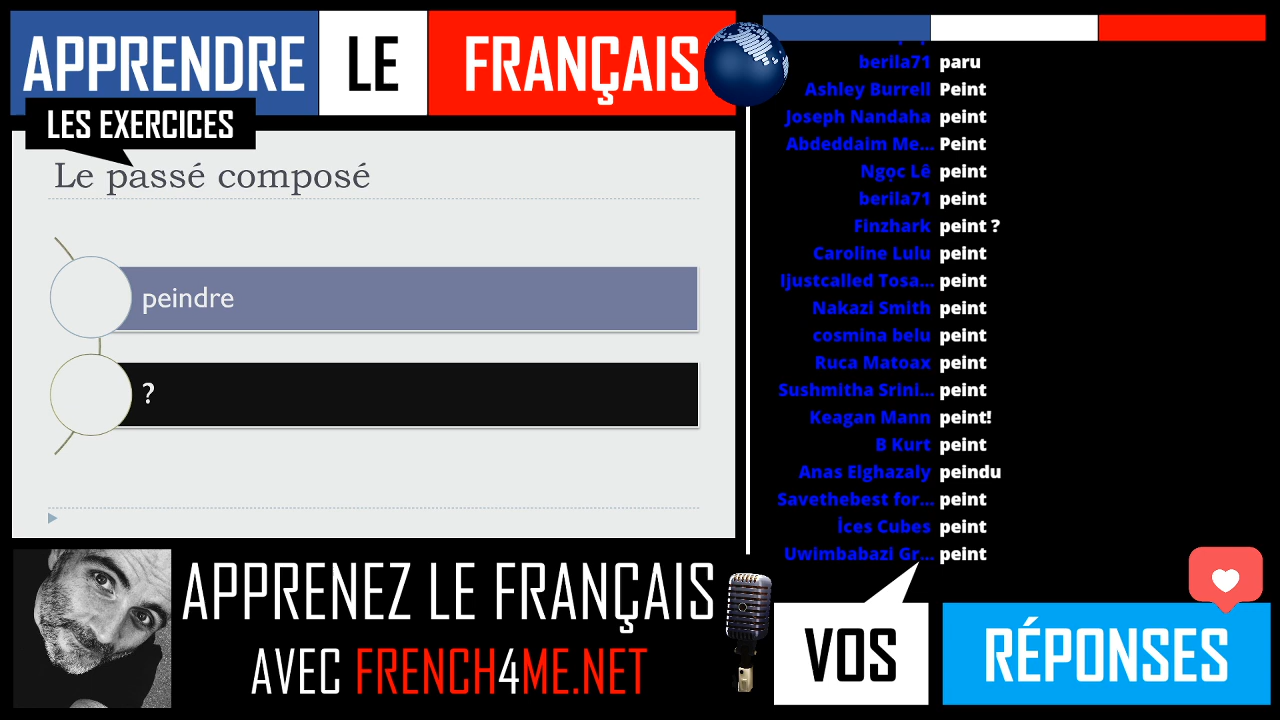 APPRENDRE LE FRANÇAIS
LES EXERCICES
Le passé composé
peindre
?
APPRENEZ LE FRANÇAIS
AVEC FRENCH4ME.NET
berila71 paru
Ashley Burrell Peint
Joseph Nandaha peint
Abdeddaim Me... Peint
Ngọc Lê peint
berila71 peint
Finzhark peint ?
Caroline Lulu peint
Ijustcalled Tosa... peint
Nakazi Smith peint
cosmina belu peint
Ruca Matoax peint
Sushmitha Srini... peint
Keagan Mann peint!
B Kurt peint
Anas Elghazaly peindu
Savethebest for... peint
İces Cubes peint
Uwimbabazi Gr... peint
VOS RÉPONSES